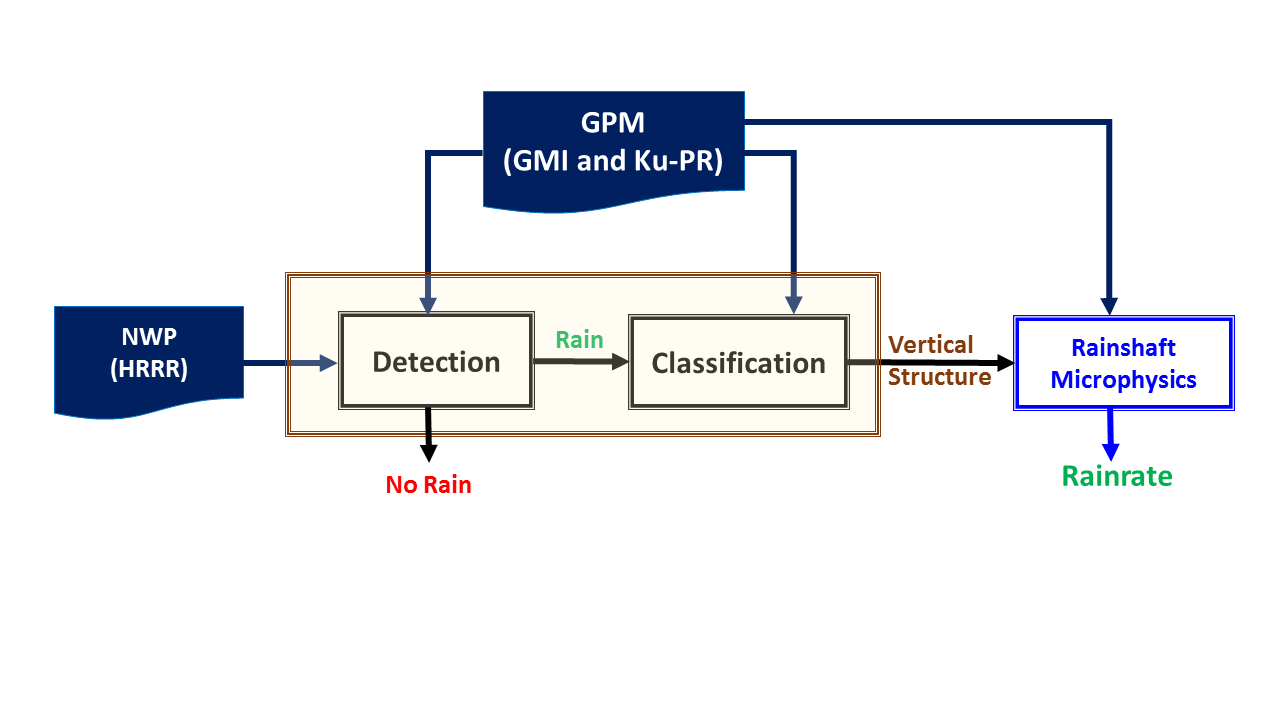 GPM
(GMI and Ku-PR)
NWP
(HRRR)
Detection
Rain
Classification
Vertical
Structure
Rainshaft
Microphysics
No Rain
Rainrate